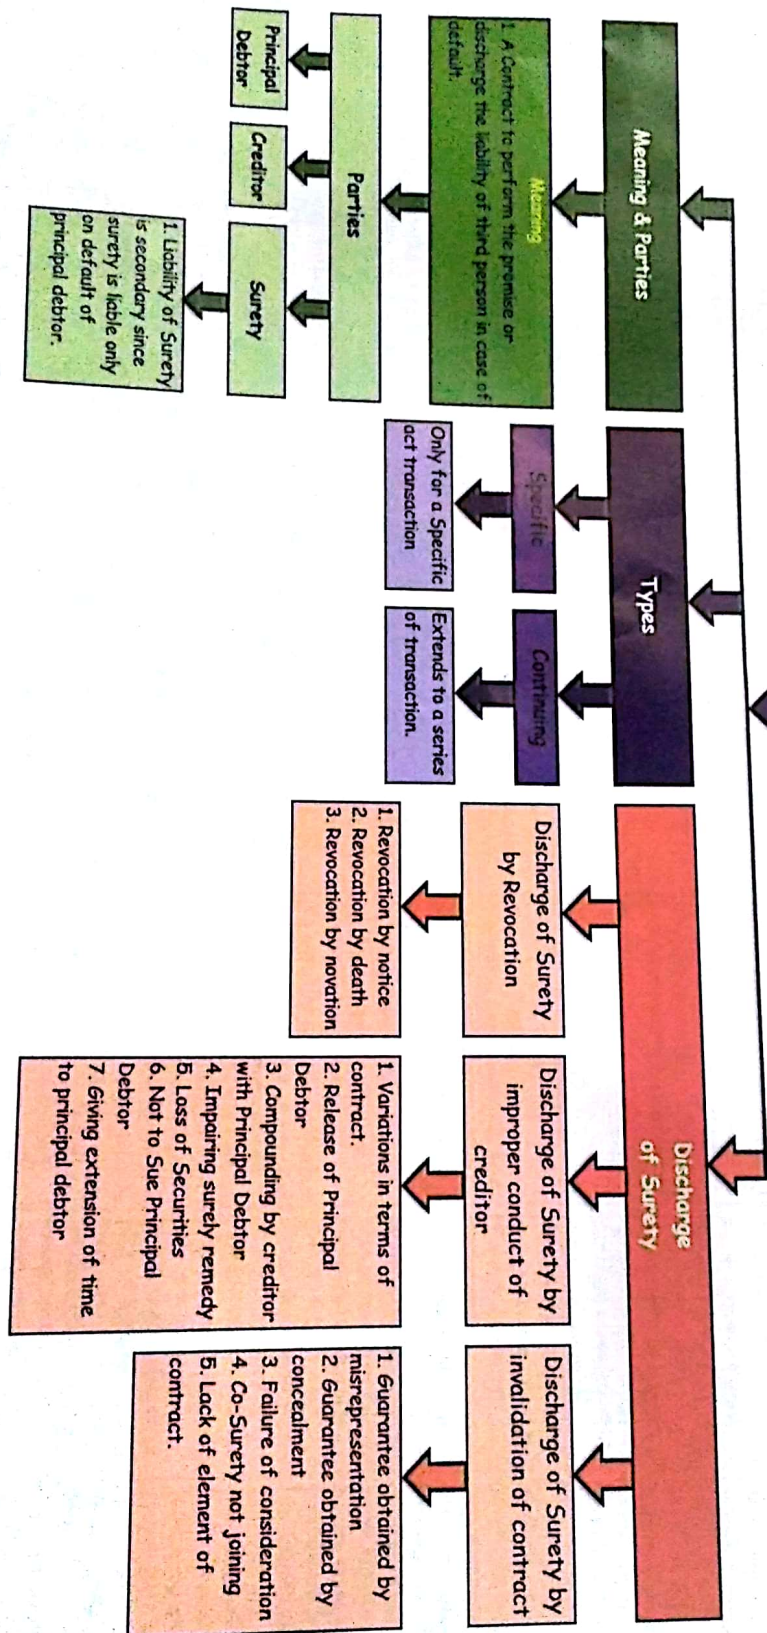 Meaning & Parties
Meaning
1. A Contract to perform the promise or
discharge the liability of third person in case of
default.
Parties
Principal
Debtor
Creditor
Surety
1. Liability of Surety
is secondary since
surety is liable only
on default of
principal debtor.
Types
Specific
Only for a Specific
act transaction
Continuing
Extends to a series
of transaction.
Discharge
of Surety
Discharge of Surety
by Revocation
1. Revocation by notice
2. Revocation by death
3. Revocation by novation
Discharge of Surety by
improper conduct of
creditor
1. Variations in terms of
contract.
2. Release of Principal
Debtor
3. Compounding by creditor
with Principal Debtor
4. Impairing surely remedy
5. Loss of Securities
6. Not to Sue Principal
Debtor
7. Giving extension of time
to principal debtor
Discharge of Surety by
invalidation of contract
1. Guarantee obtained by
misrepresentation
2. Guarantee obtained by
concealment
3. Failure of consideration
4. Co-Surety not joining
5. Lack of element of
contract.